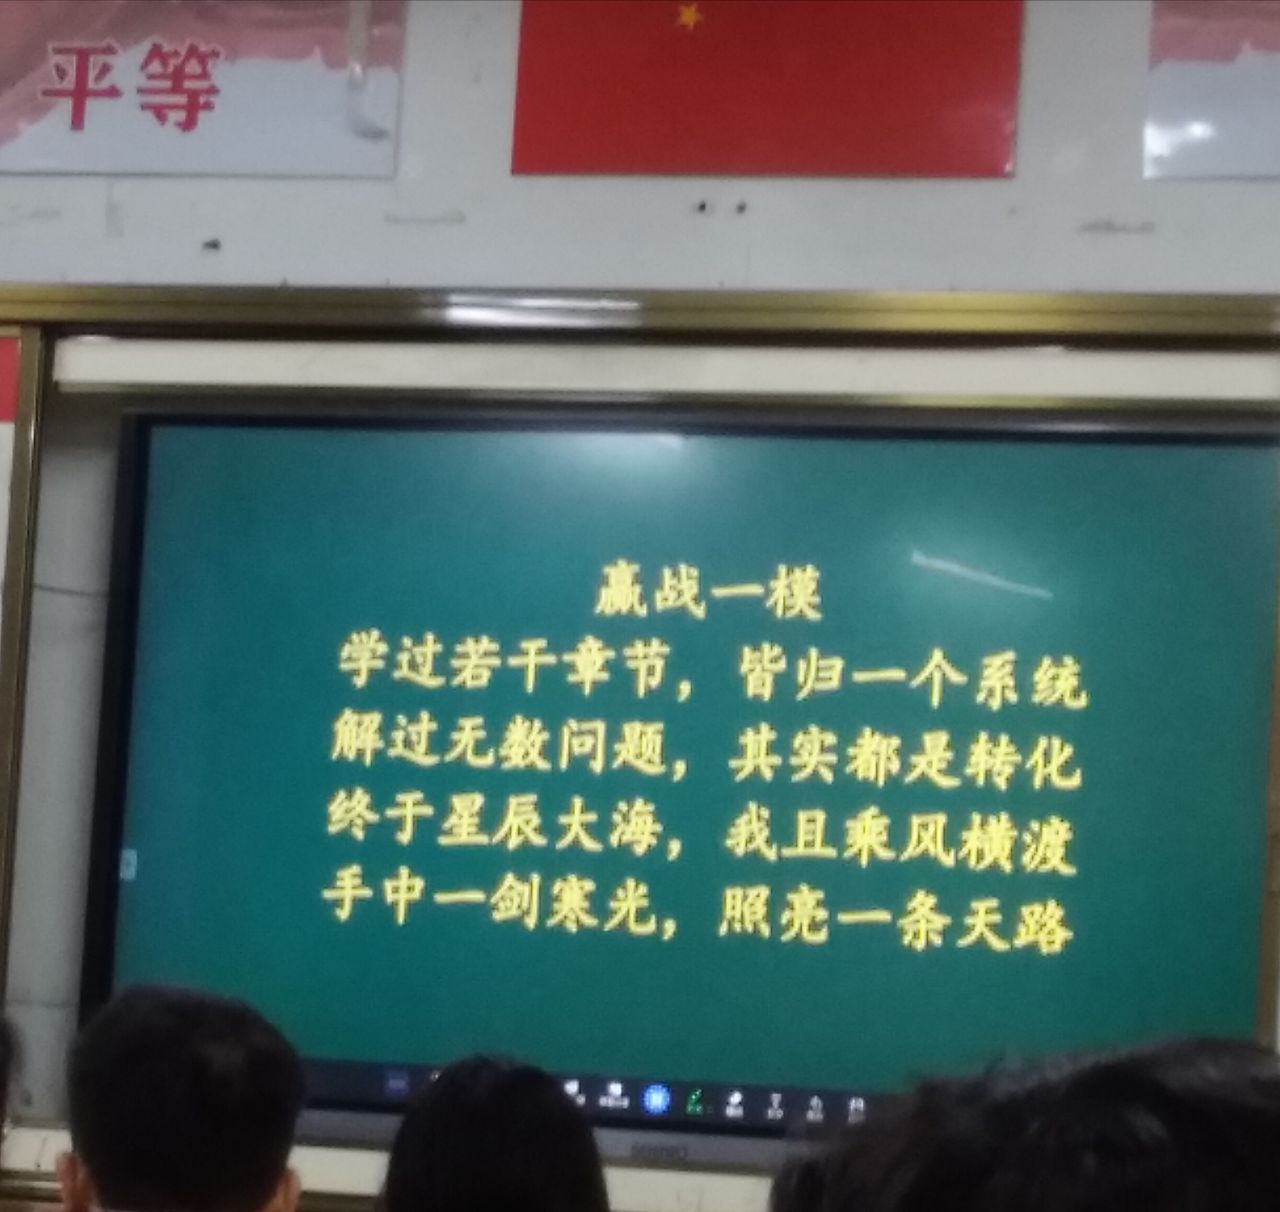 平等
赢战一模
学过若干章节，皆归一个系统
解过无数问题，其实都是转化
终于星辰大海，我且乘风横渡
手中一剑寒光，照亮一条天路